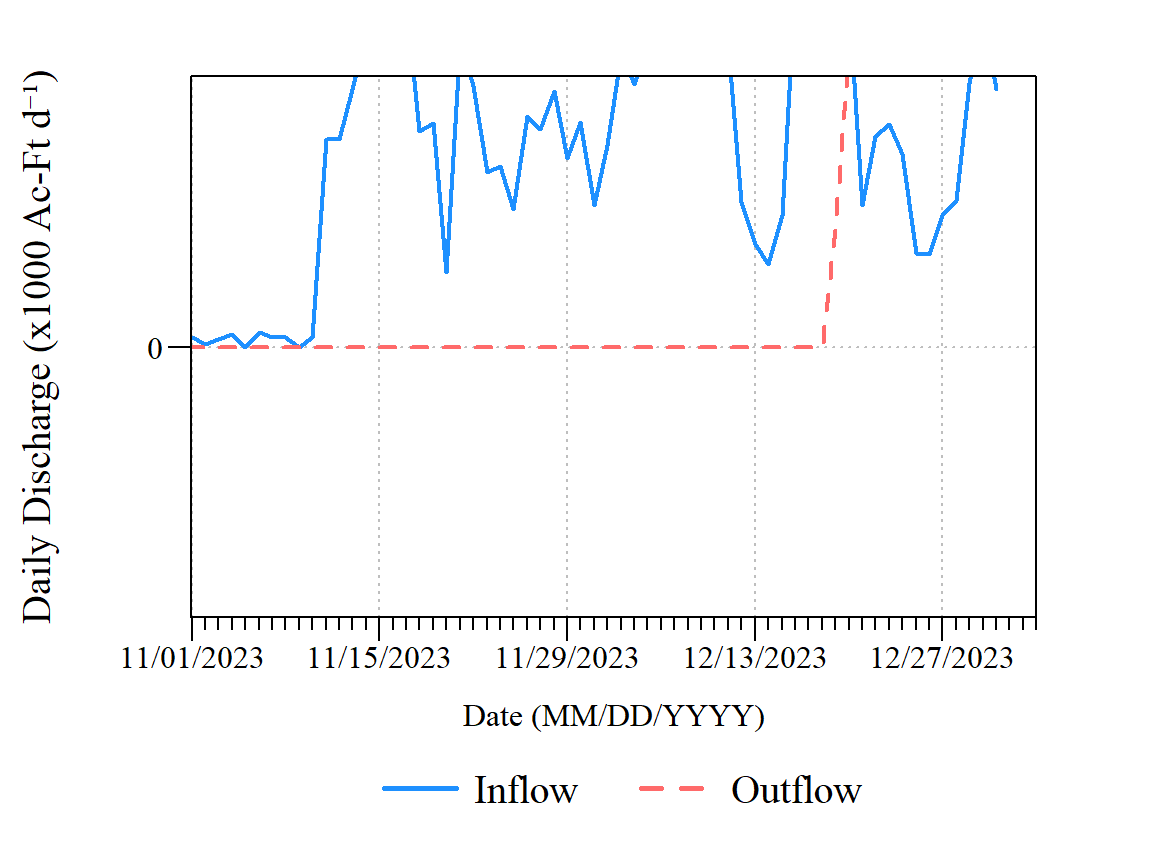 Daily Discharge (x1000 Ac-Ft d⁻¹)
0
11/01/2023 11/15/2023 11/29/2023 12/13/2023 12/27/2023
Date (MM/DD/YYYY)
Inflow Outflow